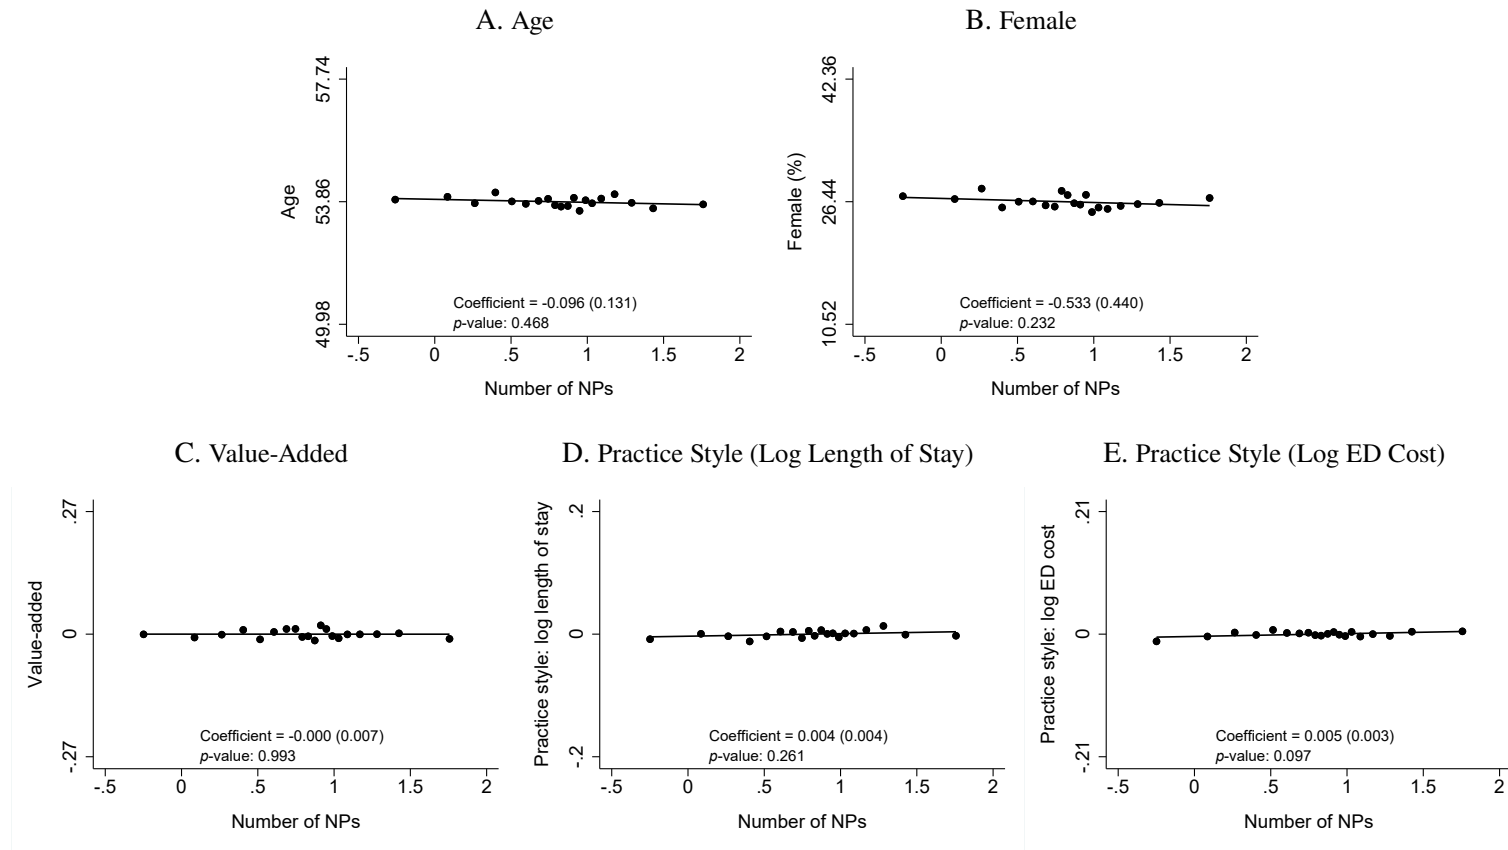 A. Age
57.74
53.86
49.98
Age
Coefficient = -0.096 (0.131)
p-value: 0.468
-.5 0 .5 1 1.5 2
Number of NPs
B. Female
42.36
26.44
10.52
Female (%)
Coefficient = -0.533 (0.440)
p-value: 0.232
-.5 0 .5 1 1.5 2
Number of NPs
C. Value-Added
.27
0
-.27
Value-added
Coefficient = -0.000 (0.007)
p-value: 0.993
-.5 0 .5 1 1.5 2
Number of NPs
D. Practice Style (Log Length of Stay)
.2
0
-.2
Practice style: log length of stay
Coefficient = 0.004 (0.004)
p-value: 0.261
-.5 0 .5 1 1.5 2
Number of NPs
E. Practice Style (Log ED Cost)
.21
0
-.21
Practice style: log ED cost
Coefficient = 0.005 (0.003)
p-value: 0.097
-.5 0 .5 1 1.5 2
Number of NPs